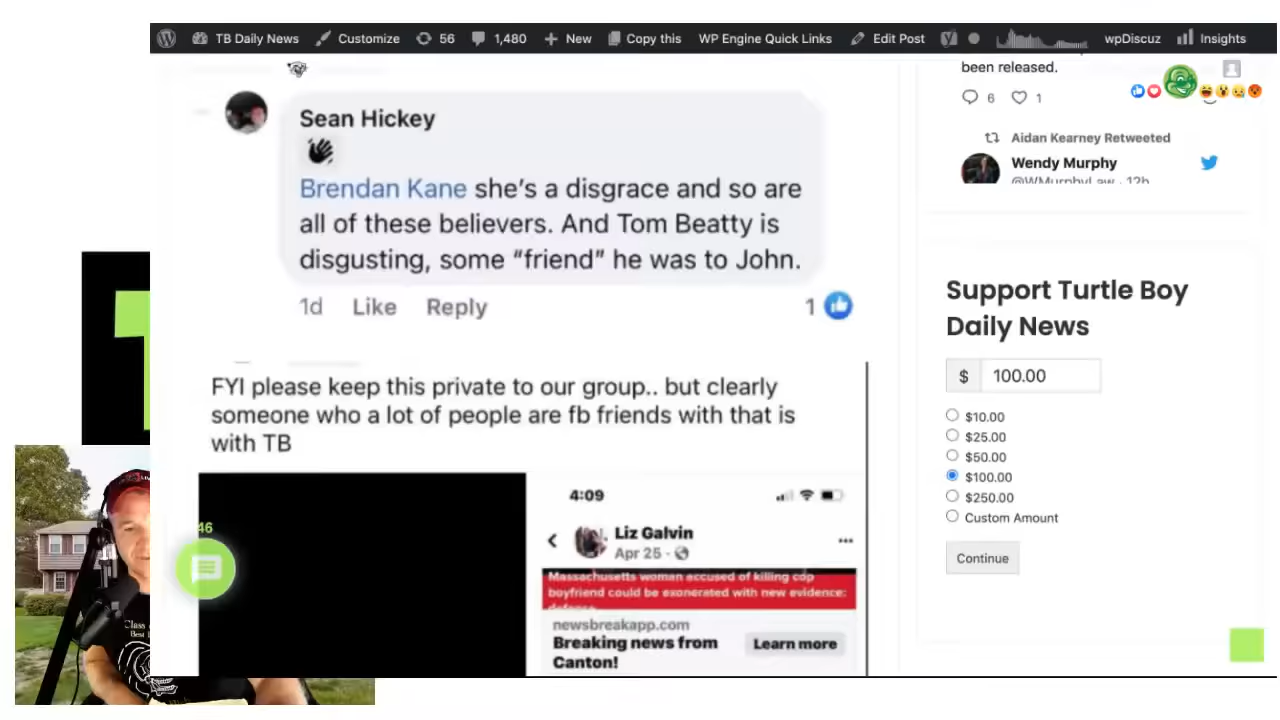 TB Daily News Customize 56 1,480 New Copy this WP Engine Quick Links Edit Post wpDiscuz Insights
Sean Hickey
Brendan Kane she's a disgrace and so are
all of these believers. And Tom Beatty is
disgusting, some “friend” he was to John.
1d Like Reply 1
FYI please keep this private to our group.. but clearly
someone who a lot of people are fb friends with that is
with TB
46
4:09
Liz Galvin
Apr 25
Massachusetts woman accused of killing cop
boyfriend could be exonerated with new evidence:
defense
newsbreakapp.com
Breaking news from
Canton!
Learn more
been released.
6 1
Aidan Kearney Retweeted
Wendy Murphy
@WMurphyLaw · 12h
Support Turtle Boy
Daily News
$ 100.00
$10.00
$25.00
$50.00
$100.00
$250.00
Custom Amount
Continue